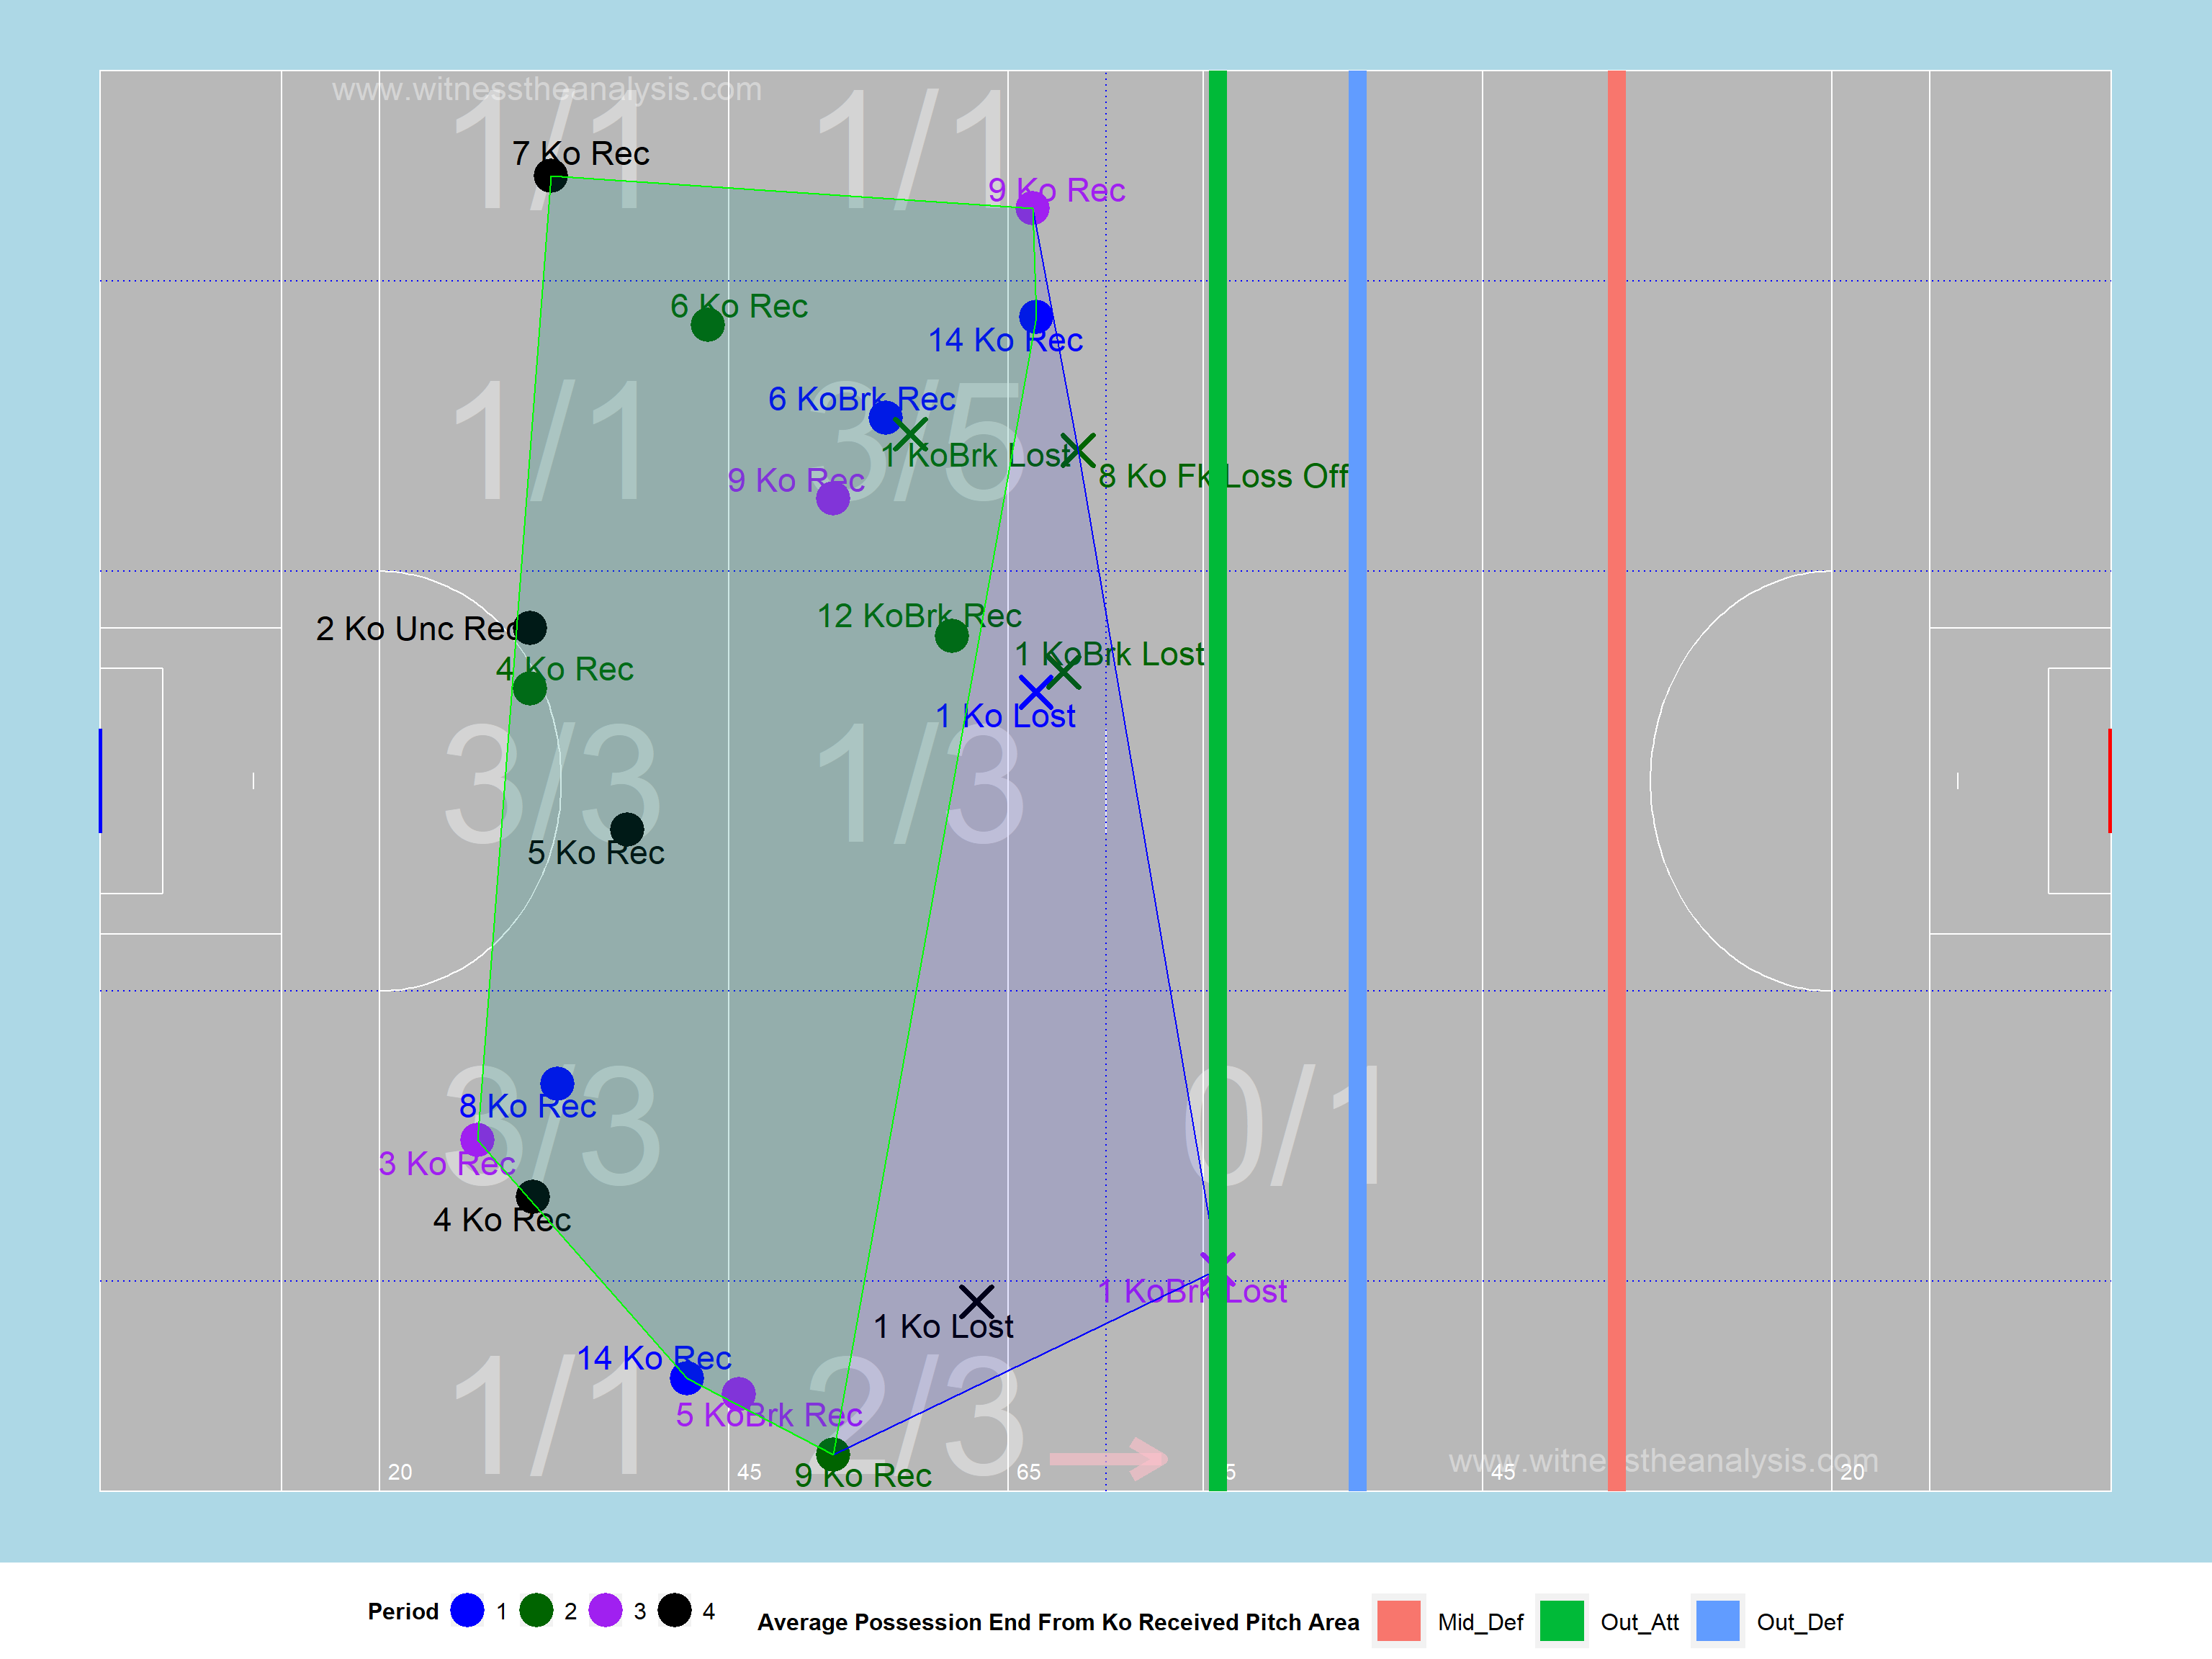 www.witnesstheanalysis.com
1/1
1/1
7 Ko Rec
9 Ko Rec
6 Ko Rec
14 Ko Rec
6 KoBrk Rec
1/1
3/5
1 KoBrk Lost
8 Ko Fk Loss Off
9 Ko Rec
12 KoBrk Rec
2 Ko Unc Rec
1 KoBrk Lost
4 Ko Rec
1 Ko Lost
3/3
1/3
5 Ko Rec
8 Ko Rec
3/3
0/1
3 Ko Rec
4 Ko Rec
1 KoBrk Lost
1 Ko Lost
14 Ko Rec
5 KoBrk Rec
1/1
2/3
9 Ko Rec
www.witnesstheanalysis.com
20
45
65
45
20
Period 1 2 3 4
Average Possession End From Ko Received Pitch Area Mid_Def Out_Att Out_Def